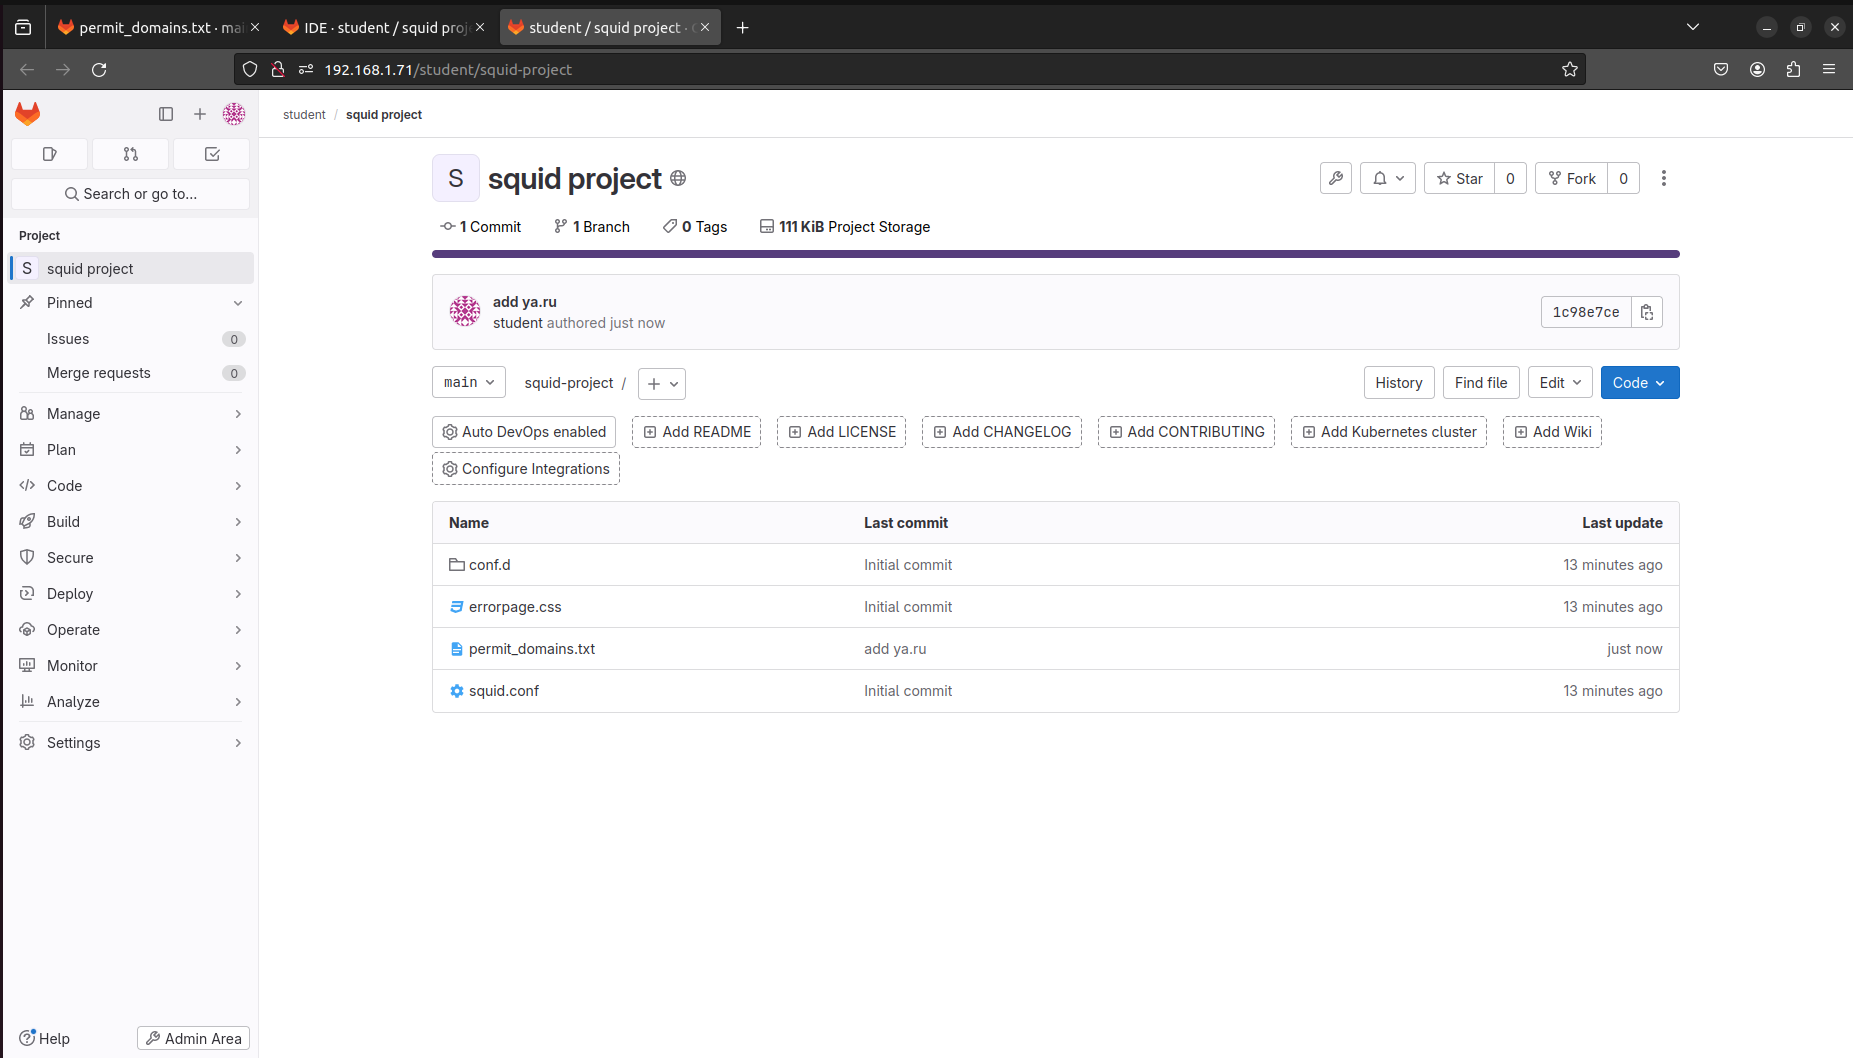 permit_domains.txt · mai
IDE · student / squid proj
student / squid project ·
192.168.1.71/student/squid-project
student / squid project
Search or go to...
Project
S squid project
Pinned
Issues 0
Merge requests 0
Manage
Plan
Code
Build
Secure
Deploy
Operate
Monitor
Analyze
Settings
Help
Admin Area
S squid project
Star 0
Fork 0
1 Commit
1 Branch
0 Tags
111 KiB Project Storage
add ya.ru
student authored just now
1c98e7ce
main
squid-project /
History
Find file
Edit
Code
Auto DevOps enabled
Add README
Add LICENSE
Add CHANGELOG
Add CONTRIBUTING
Add Kubernetes cluster
Add Wiki
Configure Integrations
Name Last commit Last update
conf.d Initial commit 13 minutes ago
errorpage.css Initial commit 13 minutes ago
permit_domains.txt add ya.ru just now
squid.conf Initial commit 13 minutes ago